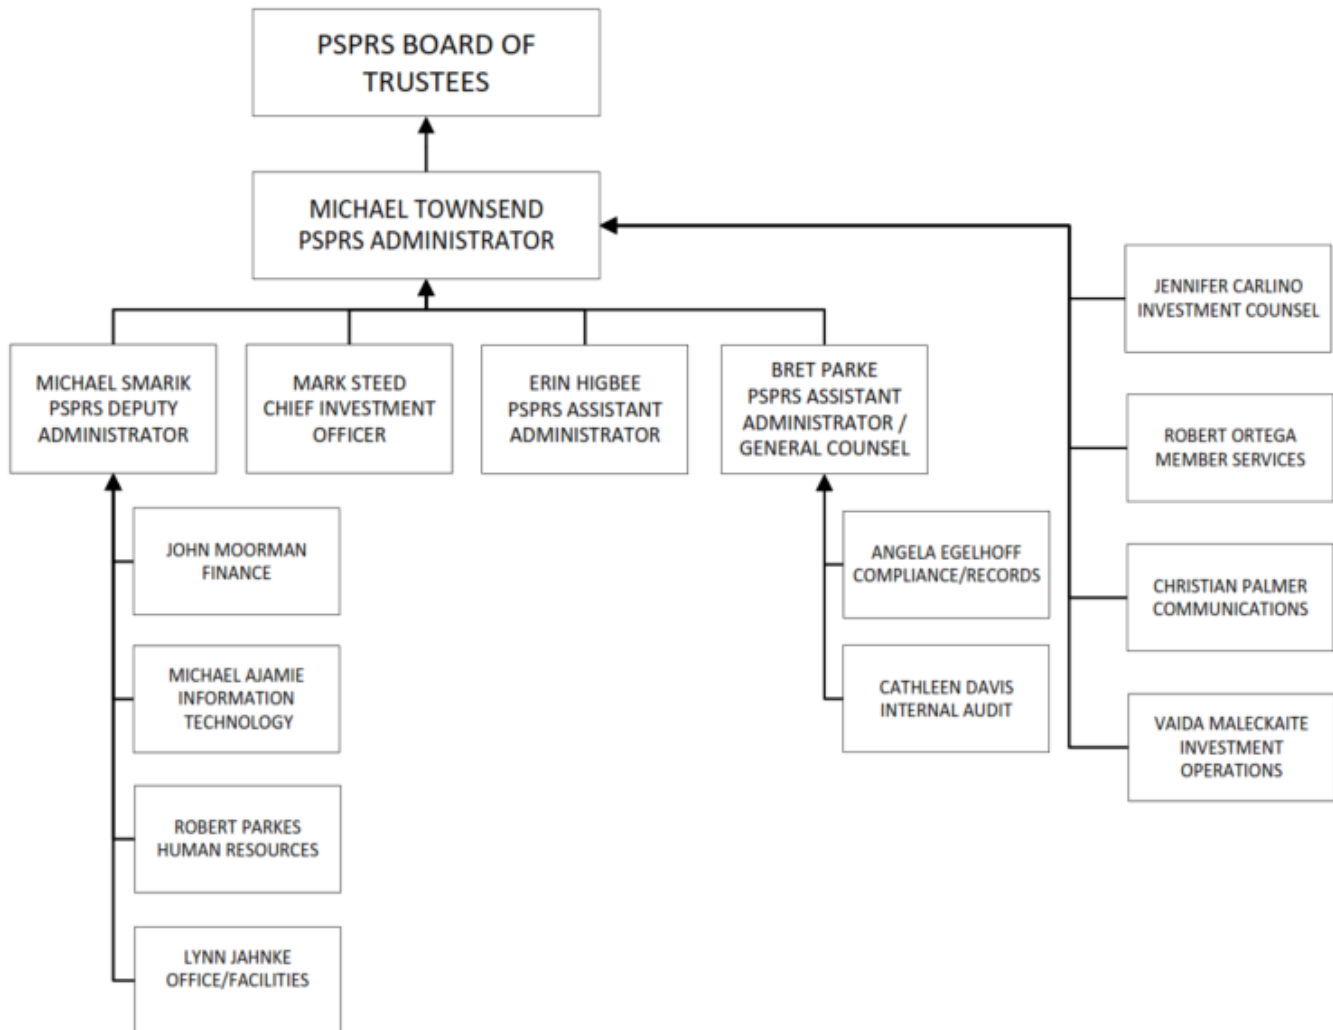 PSPRS BOARD OF
TRUSTEES
MICHAEL TOWNSEND
PSPRS ADMINISTRATOR
MICHAEL SMARIK
PSPRS DEPUTY
ADMINISTRATOR
MARK STEED
CHIEF INVESTMENT
OFFICER
ERIN HIGBEE
PSPRS ASSISTANT
ADMINISTRATOR
BRET PARKE
PSPRS ASSISTANT
ADMINISTRATOR /
GENERAL COUNSEL
JOHN MOORMAN
FINANCE
MICHAEL AJAMIE
INFORMATION
TECHNOLOGY
ROBERT PARKES
HUMAN RESOURCES
LYNN JAHNKE
OFFICE/FACILITIES
ANGELA EGELHOFF
COMPLIANCE/RECORDS
CATHLEEN DAVIS
INTERNAL AUDIT
JENNIFER CARLINO
INVESTMENT COUNSEL
ROBERT ORTEGA
MEMBER SERVICES
CHRISTIAN PALMER
COMMUNICATIONS
VAIDA MALECKAITE
INVESTMENT
OPERATIONS